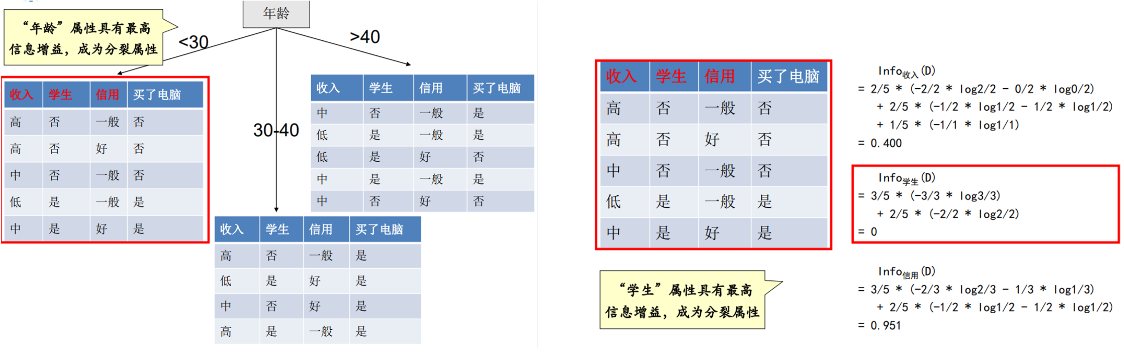 “年龄”属性具有最高
信息增益，成为分裂属性
年龄
<30
30-40
>40
收入 学生 信用 买了电脑
高 否 一般 否
高 否 好 否
中 否 一般 否
低 是 一般 是
中 是 好 是
收入 学生 信用 买了电脑
中 否 一般 是
低 是 一般 是
低 是 好 否
中 是 一般 是
中 否 好 否
收入 学生 信用 买了电脑
高 否 一般 是
低 是 好 是
中 否 好 是
高 是 一般 是
收入 学生 信用 买了电脑
高 否 一般 否
高 否 好 否
中 否 一般 否
低 是 一般 是
中 是 好 是
“学生”属性具有最高
信息增益，成为分裂属性
Info收入(D)
= 2/5 * (-2/2 * log2/2 - 0/2 * log0/2)
+ 2/5 * (-1/2 * log1/2 - 1/2 * log1/2)
+ 1/5 * (-1/1 * log1/1)
= 0.400
Info学生(D)
= 3/5 * (-3/3 * log3/3)
+ 2/5 * (-2/2 * log2/2)
= 0
Info信用(D)
= 3/5 * (-2/3 * log2/3 - 1/3 * log1/3)
+ 2/5 * (-1/2 * log1/2 - 1/2 * log1/2)
= 0.951